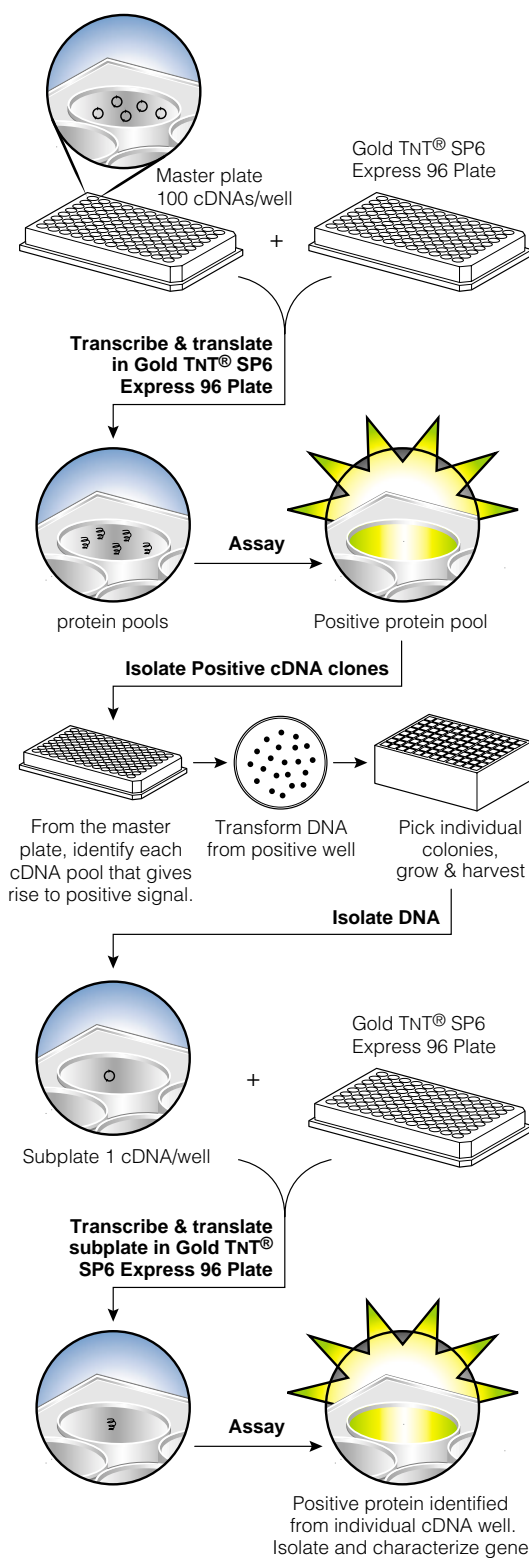 Master plate
100 cDNAs/well
Gold TNT® SP6
Express 96 Plate
+
Transcribe & translate
in Gold TNT® SP6
Express 96 Plate
Assay
protein pools
Positive protein pool
Isolate Positive cDNA clones
From the master
plate, identify each
cDNA pool that gives
rise to positive signal.
Transform DNA
from positive well
Pick individual
colonies,
grow & harvest
Isolate DNA
Gold TNT® SP6
Express 96 Plate
+
Subplate 1 cDNA/well
Transcribe & translate
subplate in Gold TNT®
SP6 Express 96 Plate
Assay
Positive protein identified
from individual cDNA well.
Isolate and characterize gene